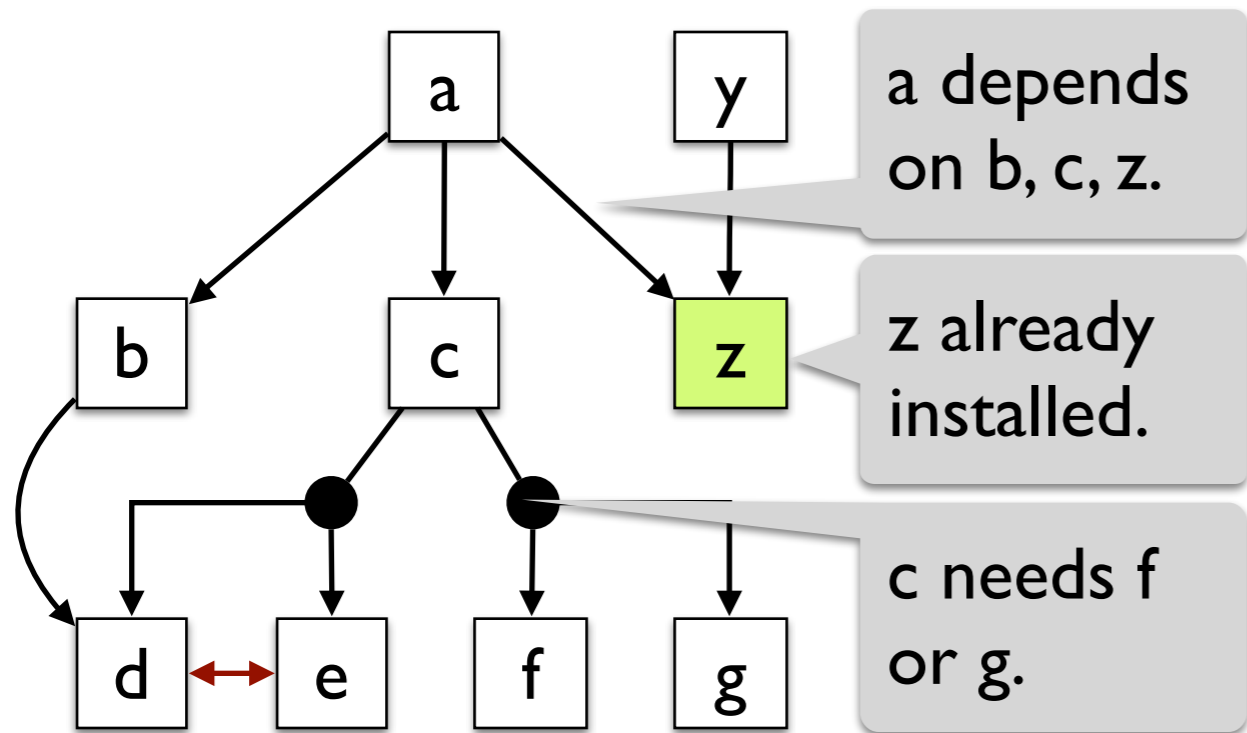 a
y
a depends
on b, c, z.
b
c
z
z already
installed.
d
e
f
g
c needs f
or g.